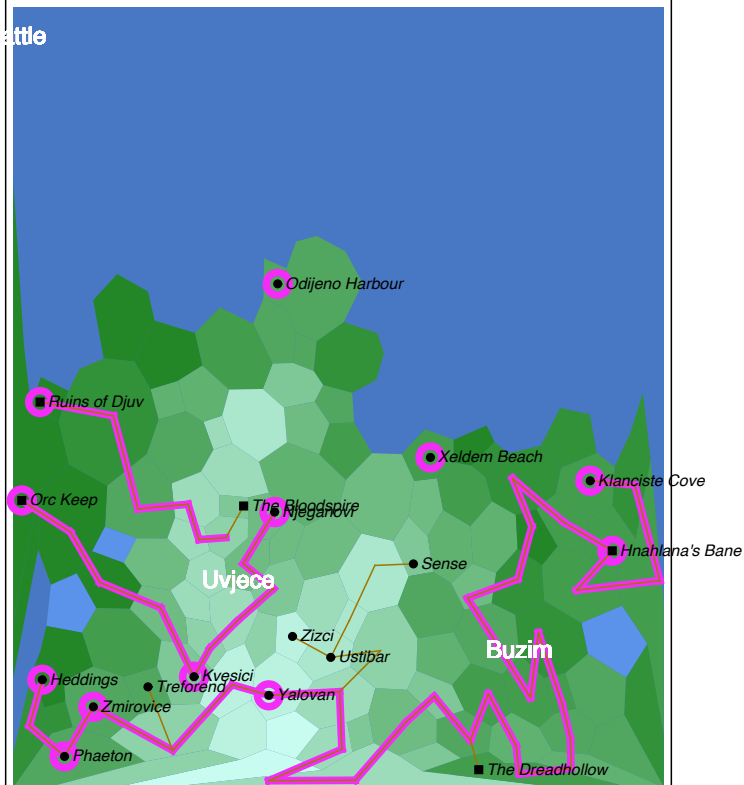 attle
Odijeno Harbour
Ruins of Djuv
Xeldem Beach
Klanciste Cove
Orc Keep
The Bloodspire
Njeganovi
Hnahlana's Bane
Sense
Uvjece
Zizci
Buzim
Ustibar
Kvesici
Heddings
Treforend
Yalovan
Zmirovice
Phaeton
The Dreadhollow